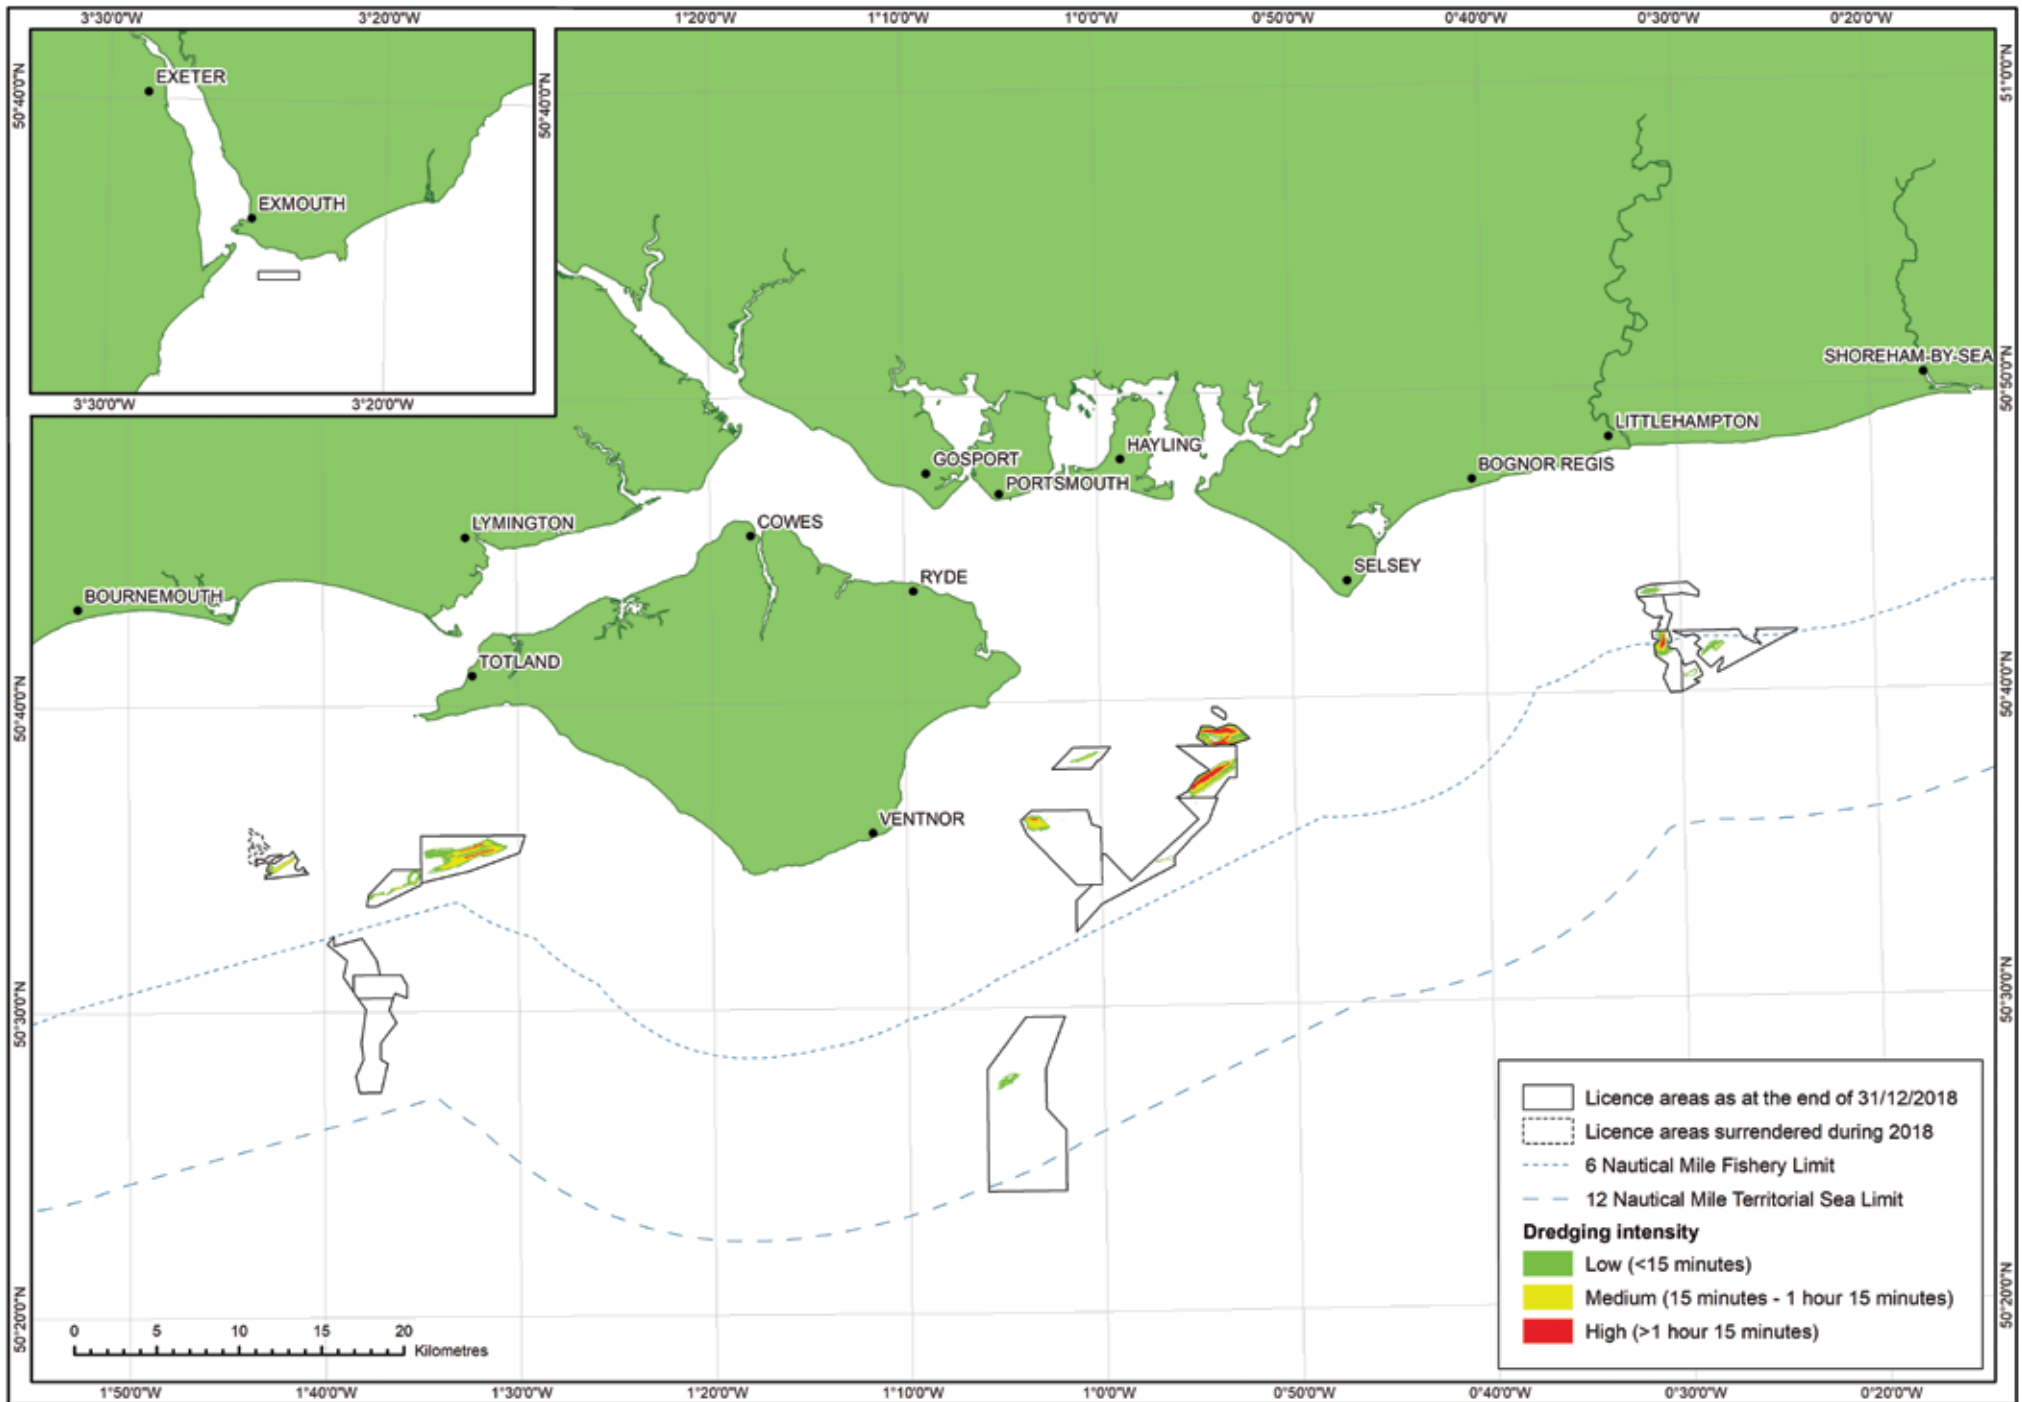 3°30'0"W
3°20'0"W
1°20'0"W
1°10'0"W
1°0'0"W
0°50'0"W
0°40'0"W
0°30'0"W
0°20'0"W
50°40'0"N
50°40'0"N
51°0'0"N
EXETER
EXMOUTH
3°30'0"W
3°20'0"W
SHOREHAM-BY-SEA
50°50'0"N
LITTLEHAMPTON
HAYLING
GOSPORT
BOGNOR REGIS
PORTSMOUTH
LYMINGTON
COWES
SELSEY
RYDE
BOURNEMOUTH
TOTLAND
50°40'0"N
50°40'0"N
VENTNOR
50°30'0"N
50°30'0"N
Licence areas as at the end of 31/12/2018
Licence areas surrendered during 2018
6 Nautical Mile Fishery Limit
12 Nautical Mile Territorial Sea Limit
Dredging intensity
Low (<15 minutes)
Medium (15 minutes - 1 hour 15 minutes)
High (>1 hour 15 minutes)
50°20'0"N
50°20'0"N
0 5 10 15 20
Kilometres
1°50'0"W
1°40'0"W
1°30'0"W
1°20'0"W
1°10'0"W
1°0'0"W
0°50'0"W
0°40'0"W
0°30'0"W
0°20'0"W